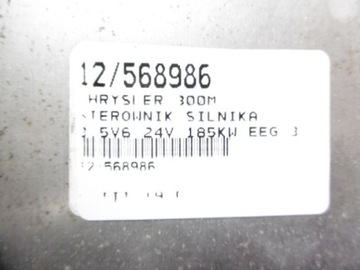 12/568986
HRYSLER 300M
STEROWNIK SILNIKA
3.5V6 24V 185KW EEG 3
12/568986